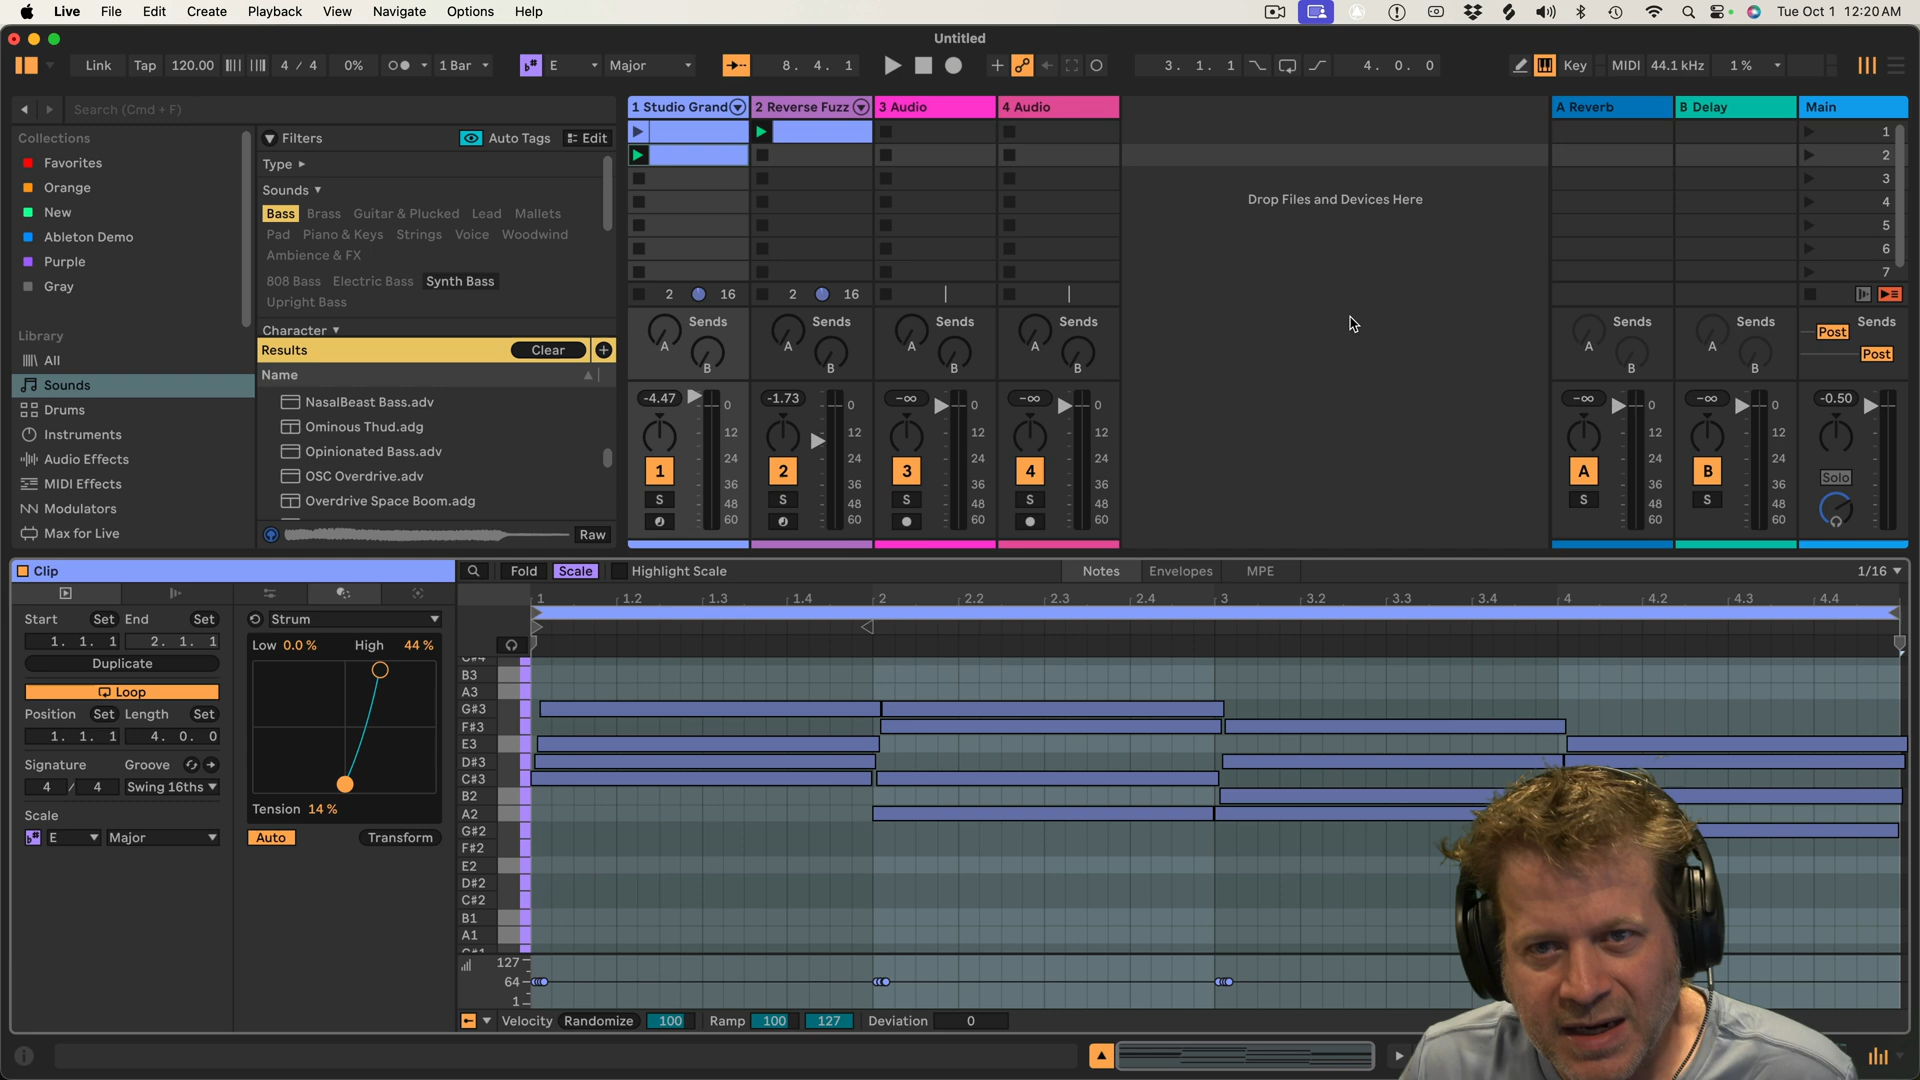 Live File Edit Create Playback View Navigate Options Help Tue Oct 1 12:20 AM
Untitled
Link Tap 120.00 4 / 4 0% 1 Bar E Major 8. 4. 1 3. 1. 1 4. 0. 0 Key MIDI 44.1 kHz 1 %
Search (Cmd + F)
Collections
Favorites
Orange
New
Ableton Demo
Purple
Gray
Library
All
Sounds
Drums
Instruments
Audio Effects
MIDI Effects
Modulators
Max for Live
Filters Auto Tags Edit
Type
Sounds
Bass Brass Guitar & Plucked Lead Mallets
Pad Piano & Keys Strings Voice Woodwind
Ambience & FX
808 Bass Electric Bass Synth Bass
Upright Bass
Character
Results Clear
Name
NasalBeast Bass.adv
Ominous Thud.adg
Opinionated Bass.adv
OSC Overdrive.adv
Overdrive Space Boom.adg
Raw
1 Studio Grand 2 Reverse Fuzz 3 Audio 4 Audio A Reverb B Delay Main
1
2
3
4
5
6
7
Drop Files and Devices Here
2 16 2 16
Sends Sends Sends Sends Sends Sends Sends
A A A A A A Post
B B B B B B Post
-4.47 0 -1.73 0 -∞ 0 -∞ 0 -∞ 0 -∞ 0 -0.50 0
12 12 12 12 12 12 12
24 24 24 24 24 24 24
1 2 3 4 A B Solo
36 36 36 36 36 36 36
S S S S S S
48 48 48 48 48 48 48
60 60 60 60 60 60 60
Clip
Start Set End Set
1. 1. 1 2. 1. 1
Duplicate
Loop
Position Set Length Set
1. 1. 1 4. 0. 0
Signature Groove
4 / 4 Swing 16ths
Scale
E Major
Strum
Low 0.0 % High 44 %
Tension 14 %
Auto Transform
Fold Scale Highlight Scale Notes Envelopes MPE 1/16
1 1.2 1.3 1.4 2 2.2 2.3 2.4 3 3.2 3.3 3.4 4 4.2 4.3 4.4
B3
A3
G#3
F#3
E3
D#3
C#3
B2
A2
G#2
F#2
E2
D#2
C#2
B1
A1
127
64
1
Velocity Randomize 100 Ramp 100 127 Deviation 0